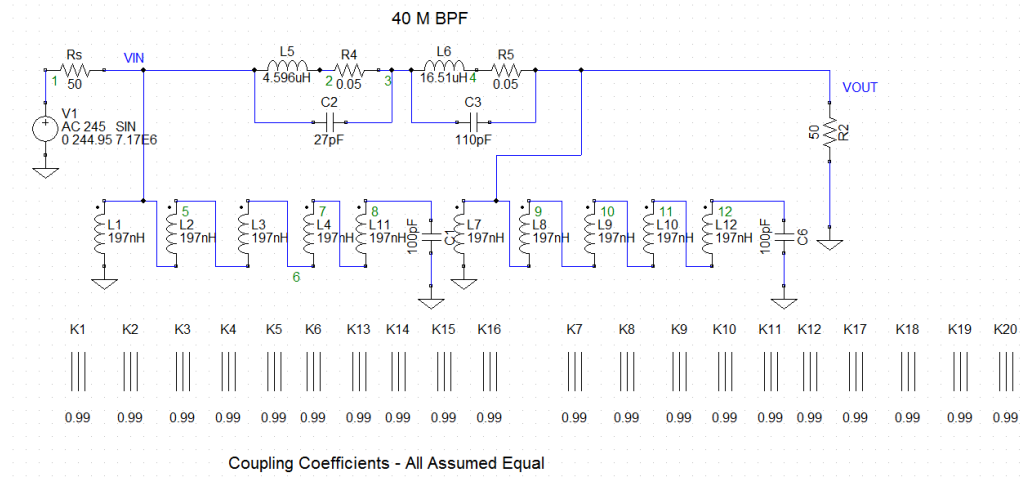 40 M BPF
Rs
VIN
L5
R4
L6
R5
1
50
4.596uH
2
0.05
3
16.51uH
4
0.05
VOUT
V1
AC 245 SIN
0 244.95 7.17E6
C2
27pF
C3
110pF
50
R2
L1
197nH
5
L2
197nH
L3
197nH
6
7
L4
197nH
8
L11
197nH
100pF
C1
L7
197nH
9
L8
197nH
10
L9
197nH
11
L10
197nH
12
L12
197nH
100pF
C6
K1 K2 K3 K4 K5 K6 K13 K14 K15 K16 K7 K8 K9 K10 K11 K12 K17 K18 K19 K20
0.99 0.99 0.99 0.99 0.99 0.99 0.99 0.99 0.99 0.99 0.99 0.99 0.99 0.99 0.99 0.99 0.99 0.99 0.99 0.99
Coupling Coefficients - All Assumed Equal